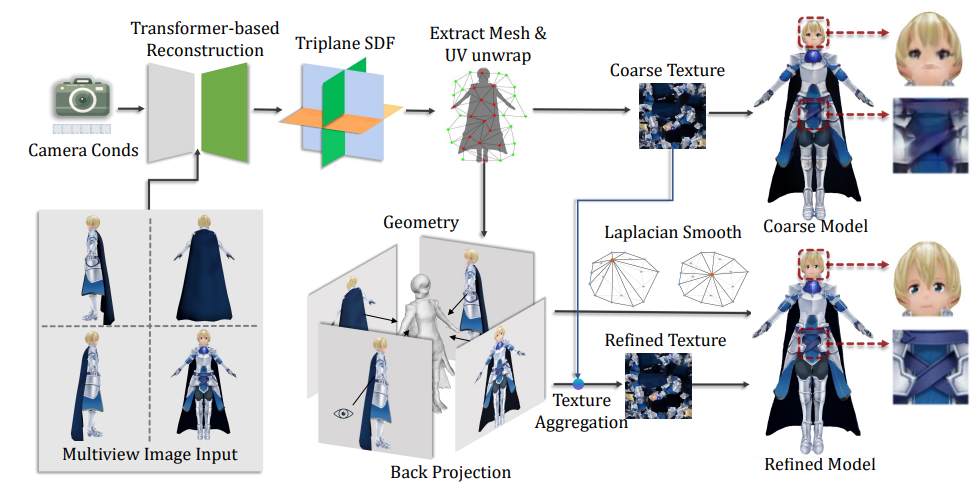 Transformer-based
Reconstruction
Triplane SDF
Extract Mesh &
UV unwrap
Coarse Texture
Camera Conds
Coarse Model
Geometry
Laplacian Smooth
Refined Texture
Texture
Aggregation
Multiview Image Input
Back Projection
Refined Model